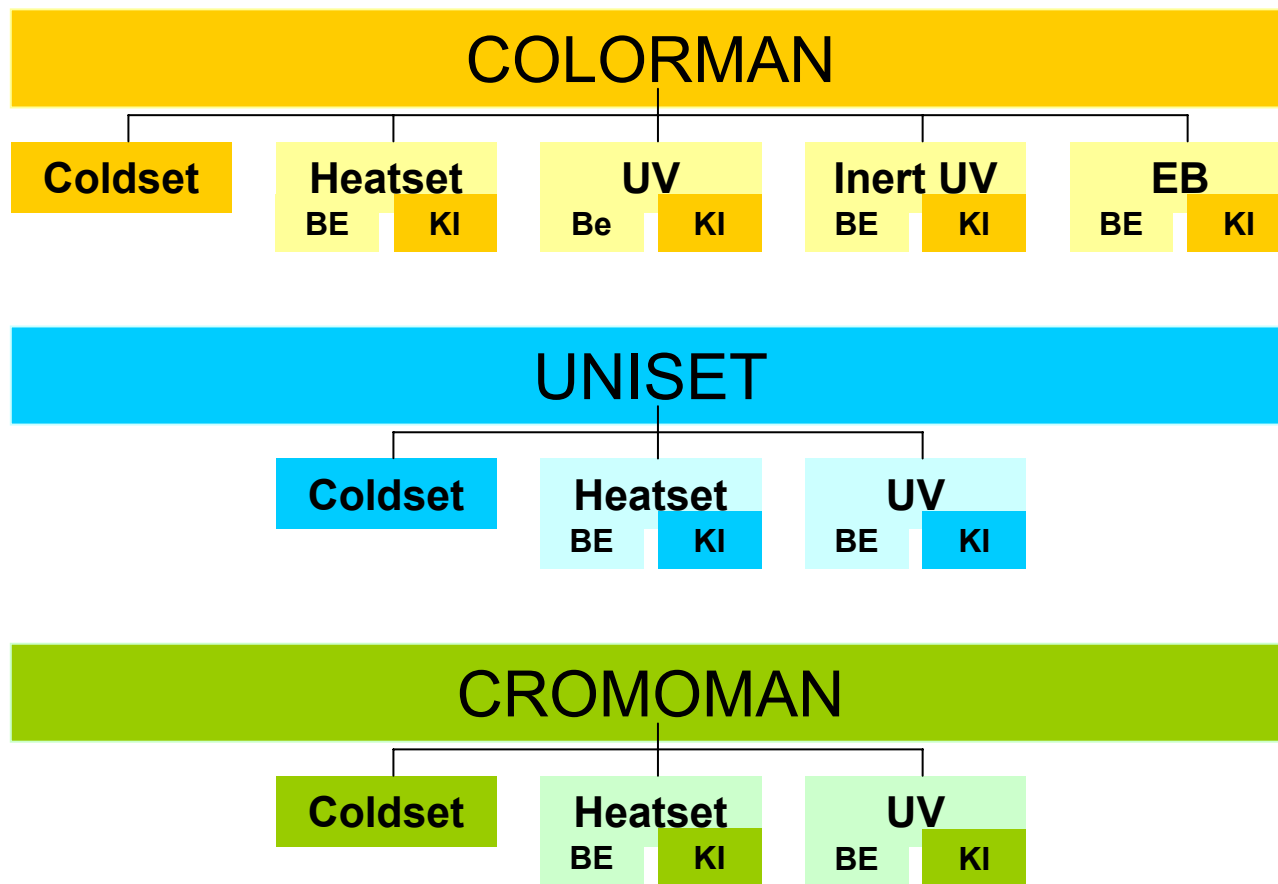 COLORMAN
Coldset Heatset UV Inert UV EB
BE KI Be KI BE KI BE KI
UNISET
Coldset Heatset UV
BE KI BE KI
CROMOMAN
Coldset Heatset UV
BE KI BE KI